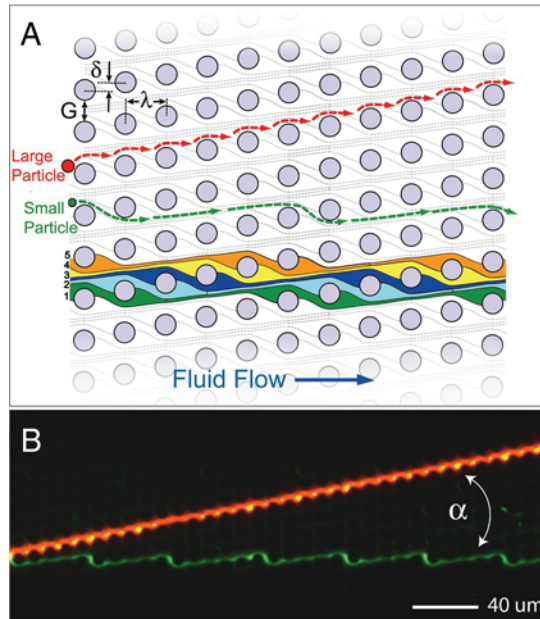 A
δ
λ
G
Large
Particle
Small
Particle
5
4
3
2
1
Fluid Flow
B
α
40 um